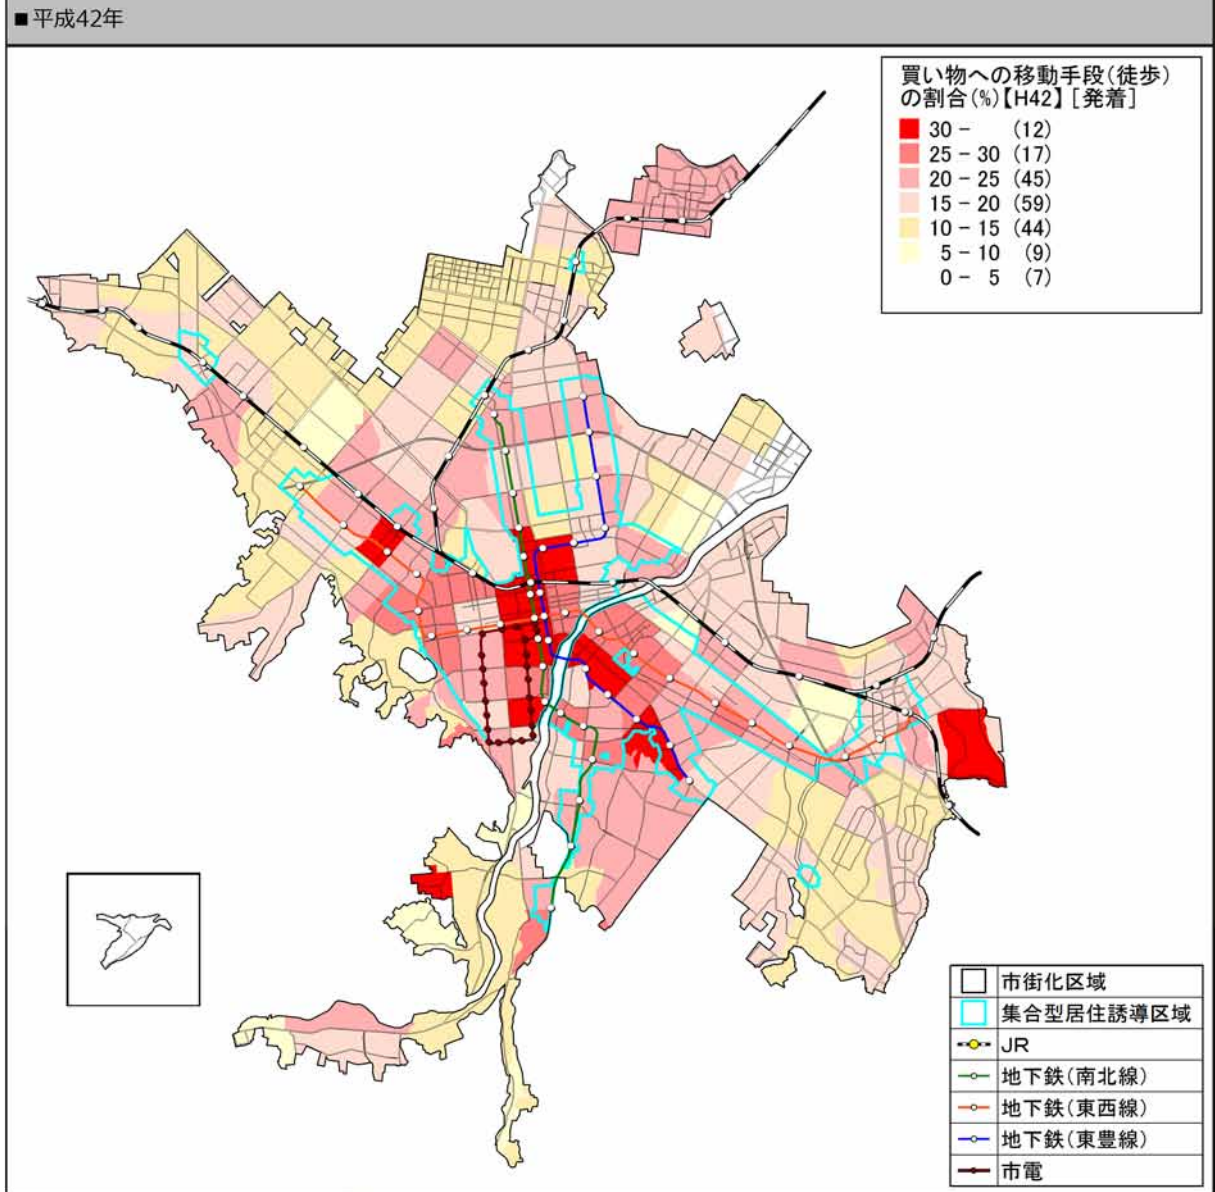 ■平成42年
買い物への移動手段(徒歩)
の割合(%)【H42】[発着]
30 - (12)
25 - 30 (17)
20 - 25 (45)
15 - 20 (59)
10 - 15 (44)
5 - 10 (9)
0 - 5 (7)
市街化区域
集合型居住誘導区域
JR
地下鉄(南北線)
地下鉄(東西線)
地下鉄(東豊線)
市電